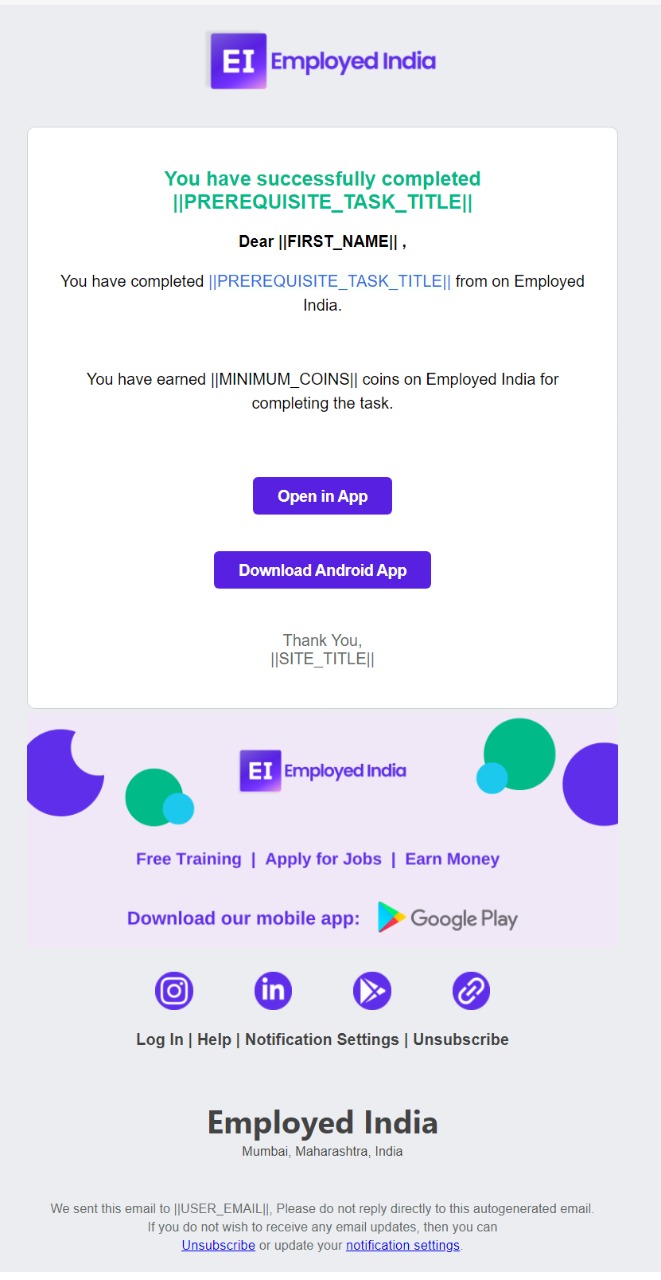 EI Employed India
You have successfully completed
||PREREQUISITE_TASK_TITLE||
Dear ||FIRST_NAME|| ,
You have completed ||PREREQUISITE_TASK_TITLE|| from on Employed
India.
You have earned ||MINIMUM_COINS|| coins on Employed India for
completing the task.
Open in App
Download Android App
Thank You,
||SITE_TITLE||
EI Employed India
Free Training | Apply for Jobs | Earn Money
Download our mobile app: Google Play
in
Log In | Help | Notification Settings | Unsubscribe
Employed India
Mumbai, Maharashtra, India
We sent this email to ||USER_EMAIL||, Please do not reply directly to this autogenerated email.
If you do not wish to receive any email updates, then you can
Unsubscribe or update your notification settings.